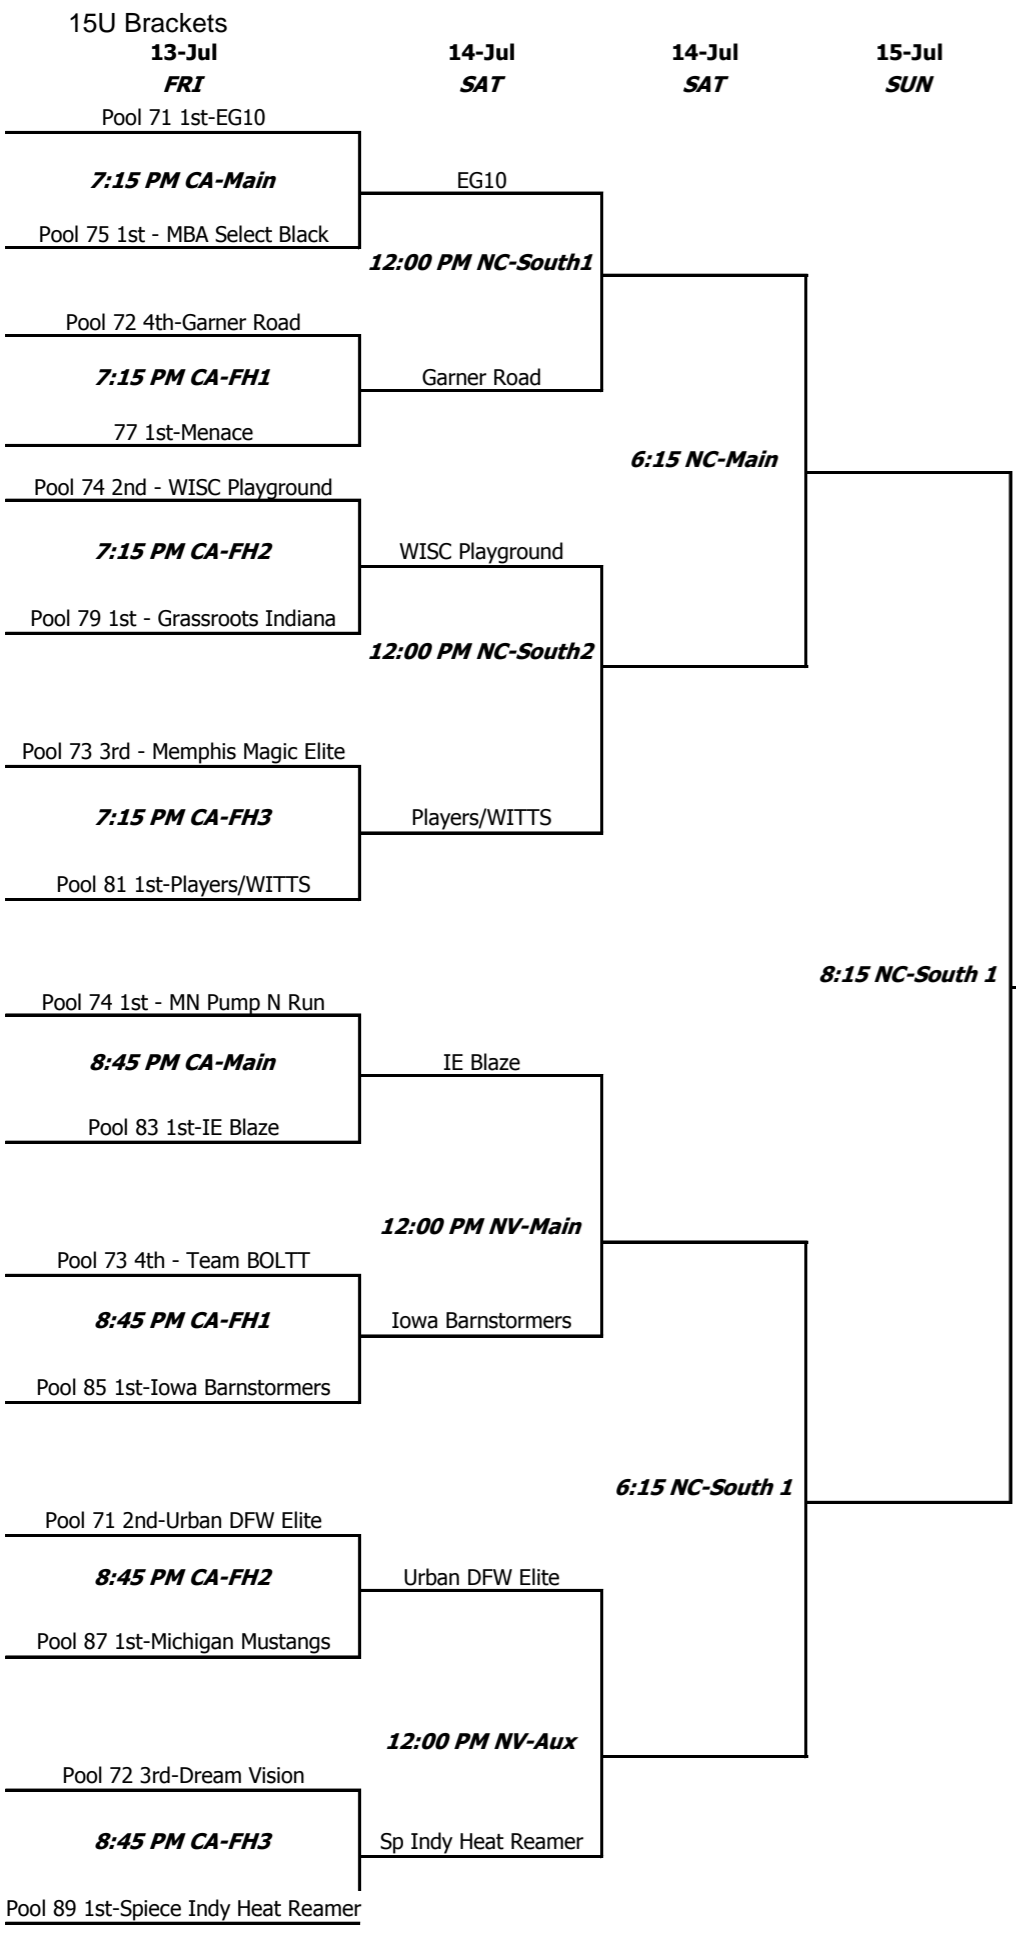 15U Brackets
13-Jul 14-Jul 14-Jul 15-Jul
FRI SAT SAT SUN
Pool 71 1st-EG10
7:15 PM CA-Main EG10
Pool 75 1st - MBA Select Black
12:00 PM NC-South1
Pool 72 4th-Garner Road
7:15 PM CA-FH1 Garner Road
77 1st-Menace
6:15 NC-Main
Pool 74 2nd - WISC Playground
7:15 PM CA-FH2 WISC Playground
Pool 79 1st - Grassroots Indiana
12:00 PM NC-South2
Pool 73 3rd - Memphis Magic Elite
7:15 PM CA-FH3 Players/WITTS
Pool 81 1st-Players/WITTS
8:15 NC-South 1
Pool 74 1st - MN Pump N Run
8:45 PM CA-Main IE Blaze
Pool 83 1st-IE Blaze
12:00 PM NV-Main
Pool 73 4th - Team BOLTT
8:45 PM CA-FH1 Iowa Barnstormers
Pool 85 1st-Iowa Barnstormers
6:15 NC-South 1
Pool 71 2nd-Urban DFW Elite
8:45 PM CA-FH2 Urban DFW Elite
Pool 87 1st-Michigan Mustangs
12:00 PM NV-Aux
Pool 72 3rd-Dream Vision
8:45 PM CA-FH3 Sp Indy Heat Reamer
Pool 89 1st-Spiece Indy Heat Reamer